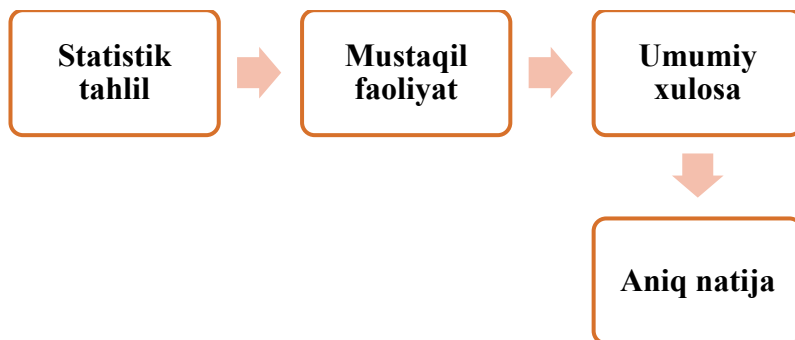 Statistik
tahlil
Mustaqil
faoliyat
Umumiy
xulosa
Aniq natija